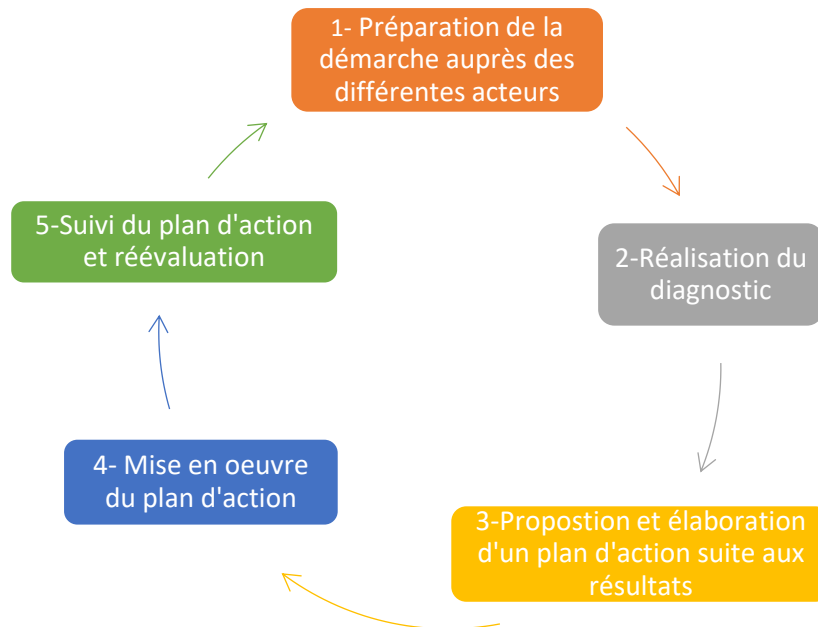 1- Préparation de la
démarche auprès des
différentes acteurs
2-Réalisation du
diagnostic
3-Propostion et élaboration
d'un plan d'action suite aux
résultats
4- Mise en oeuvre
du plan d'action
5-Suivi du plan d'action
et réévaluation